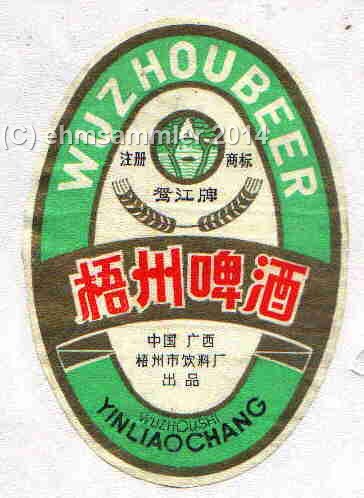 WUZHOUBEER
(C) ehmsammler 2014
注册 商标
鸳江牌
梧州啤酒
中国 广西
梧州市饮料厂
出品
WUZHOUSHI
YINLIAOCHANG